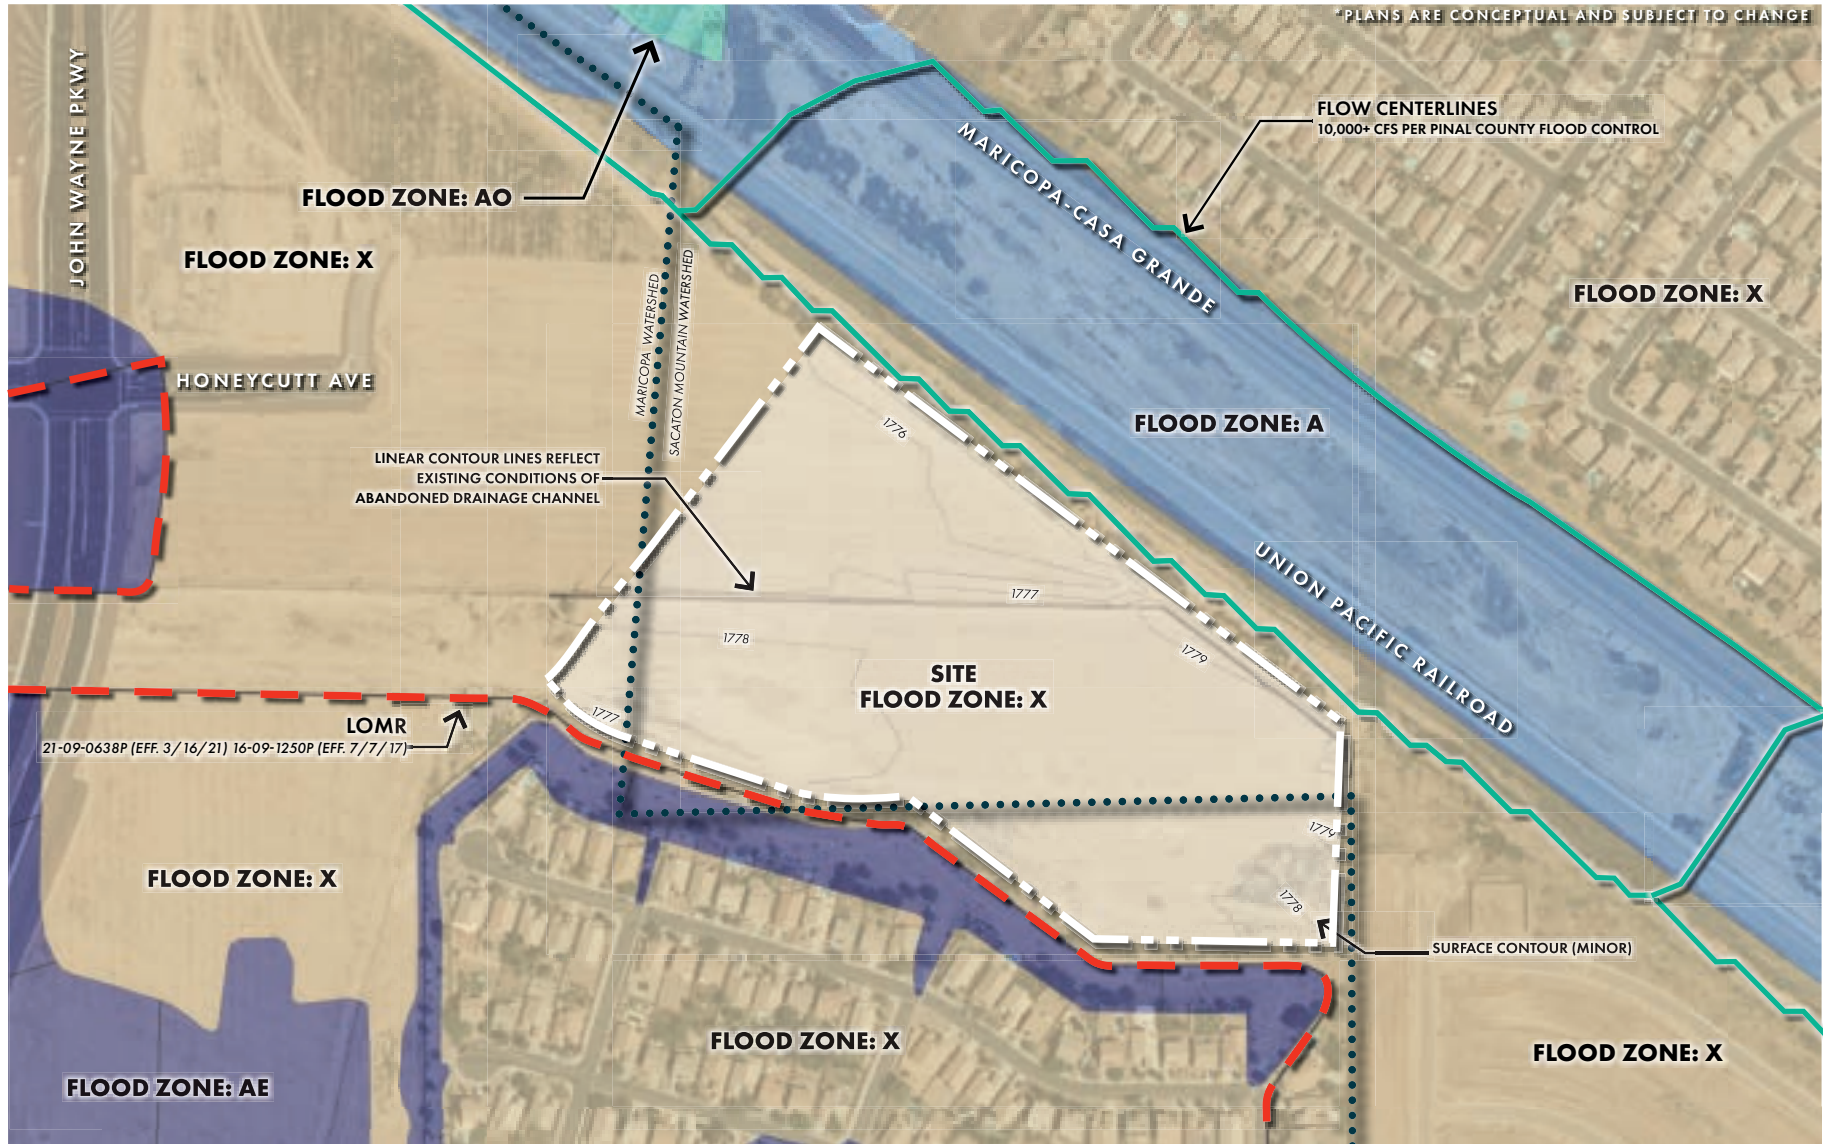 *PLANS ARE CONCEPTUAL AND SUBJECT TO CHANGE
JOHN WAYNE PKWY
FLOW CENTERLINES
10,000+ CFS PER PINAL COUNTY FLOOD CONTROL
MARICOPA-CASA GRANDE
FLOOD ZONE: AO
FLOOD ZONE: X
FLOOD ZONE: X
MARICOPA WATERSHED
SACATON MOUNTAIN WATERSHED
HONEYCUTT AVE
FLOOD ZONE: A
1776
LINEAR CONTOUR LINES REFLECT
EXISTING CONDITIONS OF
ABANDONED DRAINAGE CHANNEL
UNION PACIFIC RAILROAD
1777
1778
1779
SITE
FLOOD ZONE: X
1777
LOMR
21-09-0638P (EFF. 3/16/21) 16-09-1250P (EFF. 7/7/17)
1779
FLOOD ZONE: X
1778
SURFACE CONTOUR (MINOR)
FLOOD ZONE: X
FLOOD ZONE: X
FLOOD ZONE: AE